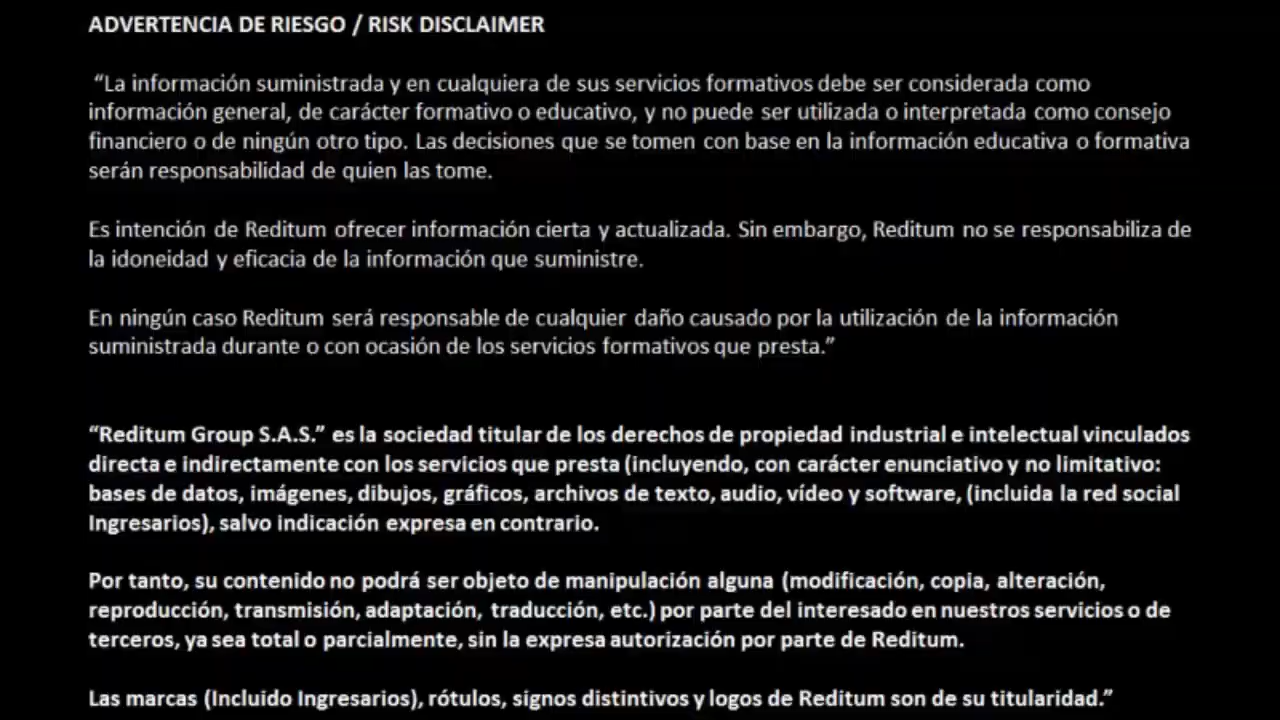 ADVERTENCIA DE RIESGO / RISK DISCLAIMER
“La información suministrada y en cualquiera de sus servicios formativos debe ser considerada como
información general, de carácter formativo o educativo, y no puede ser utilizada o interpretada como consejo
financiero o de ningún otro tipo. Las decisiones que se tomen con base en la información educativa o formativa
serán responsabilidad de quien las tome.
Es intención de Reditum ofrecer información cierta y actualizada. Sin embargo, Reditum no se responsabiliza de
la idoneidad y eficacia de la información que suministre.
En ningún caso Reditum será responsable de cualquier daño causado por la utilización de la información
suministrada durante o con ocasión de los servicios formativos que presta.”
“Reditum Group S.A.S.” es la sociedad titular de los derechos de propiedad industrial e intelectual vinculados
directa e indirectamente con los servicios que presta (incluyendo, con carácter enunciativo y no limitativo:
bases de datos, imágenes, dibujos, gráficos, archivos de texto, audio, vídeo y software, (incluida la red social
Ingresarios), salvo indicación expresa en contrario.
Por tanto, su contenido no podrá ser objeto de manipulación alguna (modificación, copia, alteración,
reproducción, transmisión, adaptación, traducción, etc.) por parte del interesado en nuestros servicios o de
terceros, ya sea total o parcialmente, sin la expresa autorización por parte de Reditum.
Las marcas (Incluido Ingresarios), rótulos, signos distintivos y logos de Reditum son de su titularidad.”